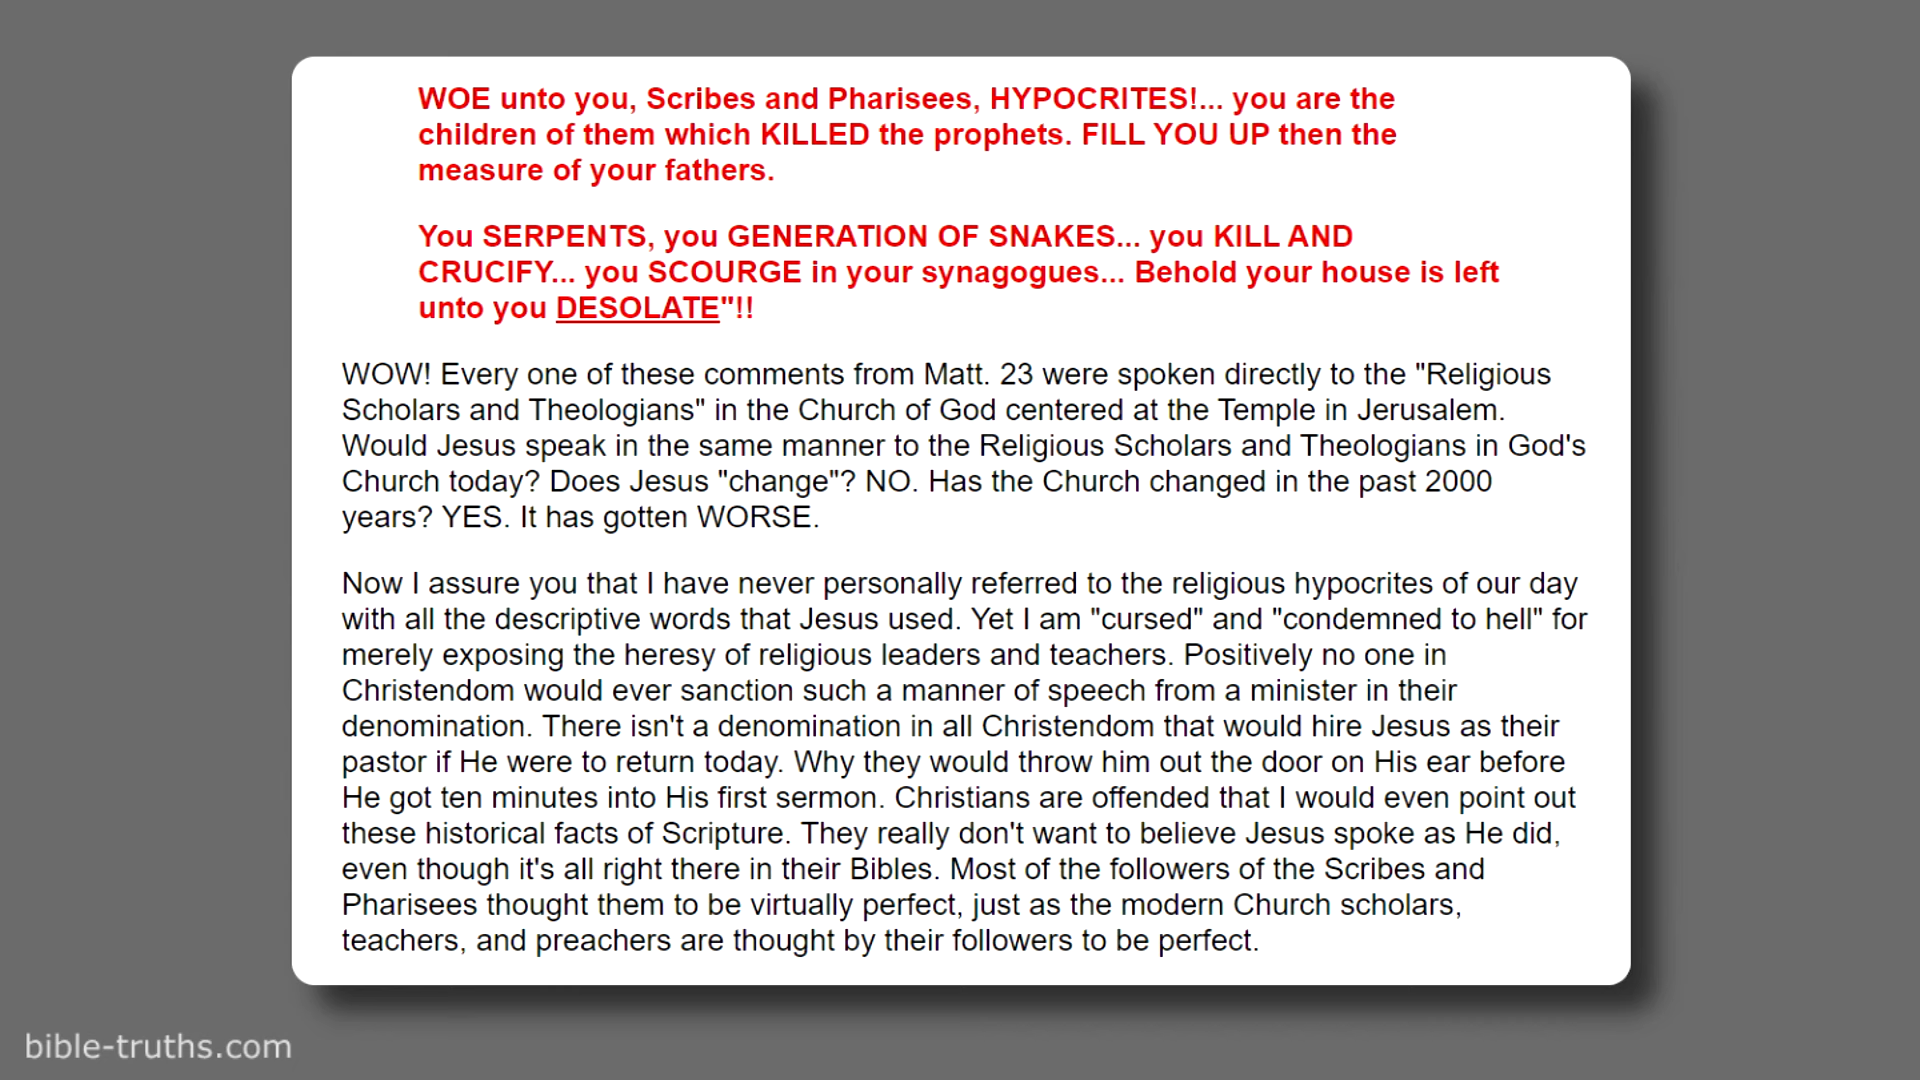 WOE unto you, Scribes and Pharisees, HYPOCRITES!... you are the
children of them which KILLED the prophets. FILL YOU UP then the
measure of your fathers.
You SERPENTS, you GENERATION OF SNAKES... you KILL AND
CRUCIFY... you SCOURGE in your synagogues... Behold your house is left
unto you DESOLATE"!!
WOW! Every one of these comments from Matt. 23 were spoken directly to the "Religious
Scholars and Theologians" in the Church of God centered at the Temple in Jerusalem.
Would Jesus speak in the same manner to the Religious Scholars and Theologians in God's
Church today? Does Jesus "change"? NO. Has the Church changed in the past 2000
years? YES. It has gotten WORSE.
Now I assure you that I have never personally referred to the religious hypocrites of our day
with all the descriptive words that Jesus used. Yet I am "cursed" and "condemned to hell" for
merely exposing the heresy of religious leaders and teachers. Positively no one in
Christendom would ever sanction such a manner of speech from a minister in their
denomination. There isn't a denomination in all Christendom that would hire Jesus as their
pastor if He were to return today. Why they would throw him out the door on His ear before
He got ten minutes into His first sermon. Christians are offended that I would even point out
these historical facts of Scripture. They really don't want to believe Jesus spoke as He did,
even though it's all right there in their Bibles. Most of the followers of the Scribes and
Pharisees thought them to be virtually perfect, just as the modern Church scholars,
teachers, and preachers are thought by their followers to be perfect.
bible-truths.com